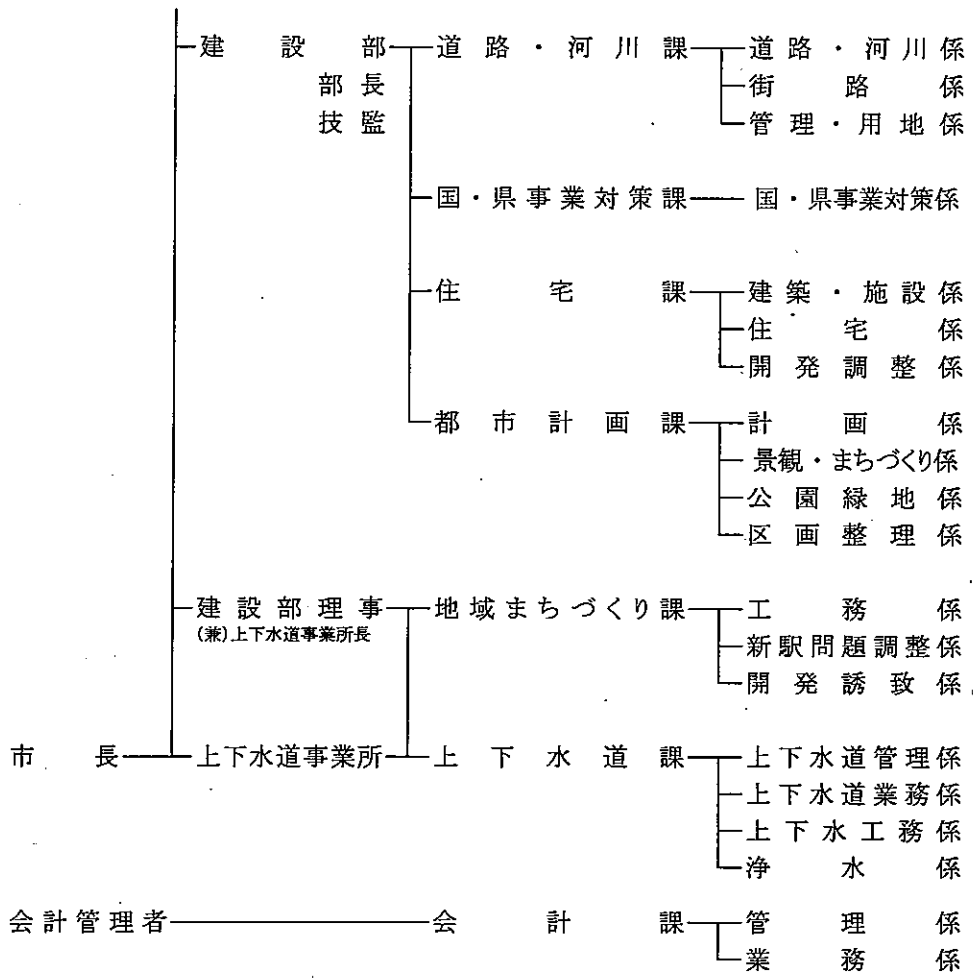 建設部 道路・河川課 道路・河川係
部長 街路係
技監 管理・用地係
国・県事業対策課 国・県事業対策係
住宅課 建築・施設係
住宅係
開発調整係
都市計画課 計画係
景観・まちづくり係
公園緑地係
区画整理係
建設部理事 地域まちづくり課 工務係
(兼)上下水道事業所長
新駅問題調整係
開発誘致係
市長 上下水道事業所 上下水道課 上下水道管理係
上下水道業務係
上下水工務係
浄水係
会計管理者 会計課 管理係
業務係